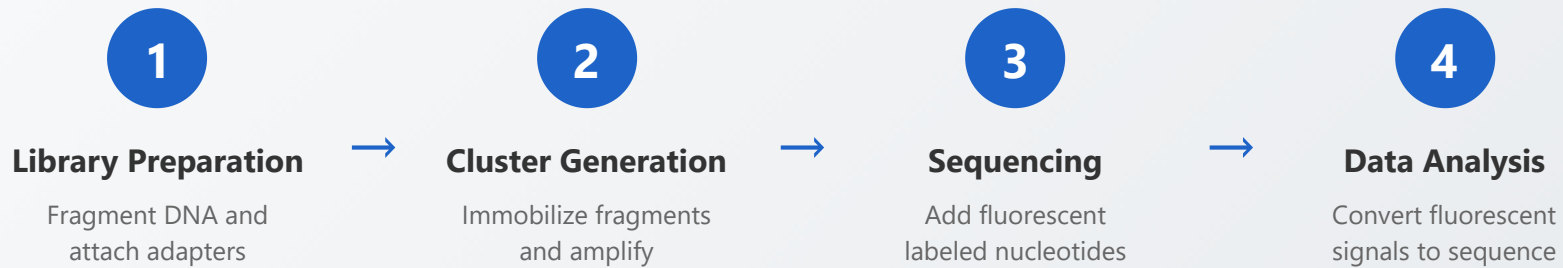 1
Library Preparation
Fragment DNA and
attach adapters
→
2
Cluster Generation
Immobilize fragments
and amplify
→
3
Sequencing
Add fluorescent
labeled nucleotides
→
4
Data Analysis
Convert fluorescent
signals to sequence